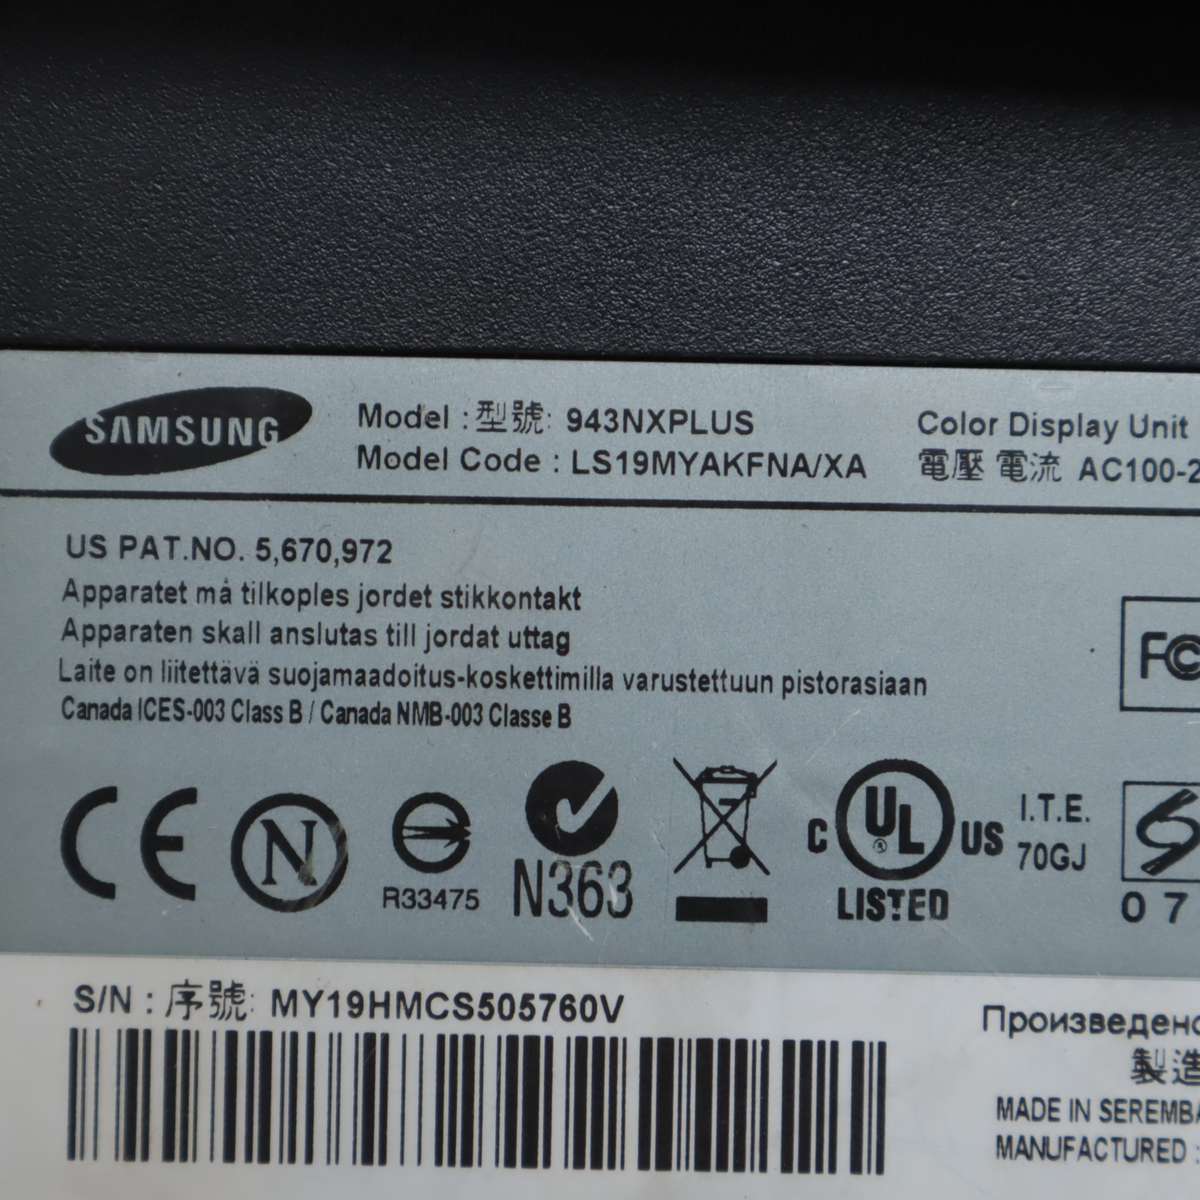 SAMSUNG
Model : 型號: 943NXPLUS
Model Code : LS19MYAKFNA/XA
Color Display Unit
電壓 電流 AC100-2
US PAT.NO. 5,670,972
Apparatet må tilkoples jordet stikkontakt
Apparaten skall anslutas till jordat uttag
Laite on liitettävä suojamaadoitus-koskettimilla varustettuun pistorasiaan
Canada ICES-003 Class B / Canada NMB-003 Classe B
FC
CE
N
R33475
N363
C UL US
LISTED
I.T.E.
70GJ
07
S/N : 序號: MY19HMCS505760V
Произведено
製造
MADE IN SEREMBA
MANUFACTURED :